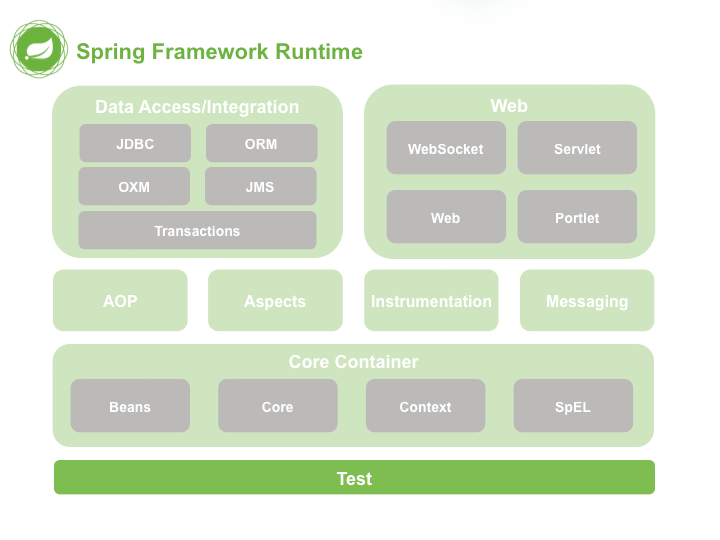 Spring Framework Runtime
Data Access/Integration
JDBC
ORM
OXM
JMS
Transactions
Web
WebSocket
Servlet
Web
Portlet
AOP
Aspects
Instrumentation
Messaging
Core Container
Beans
Core
Context
SpEL
Test